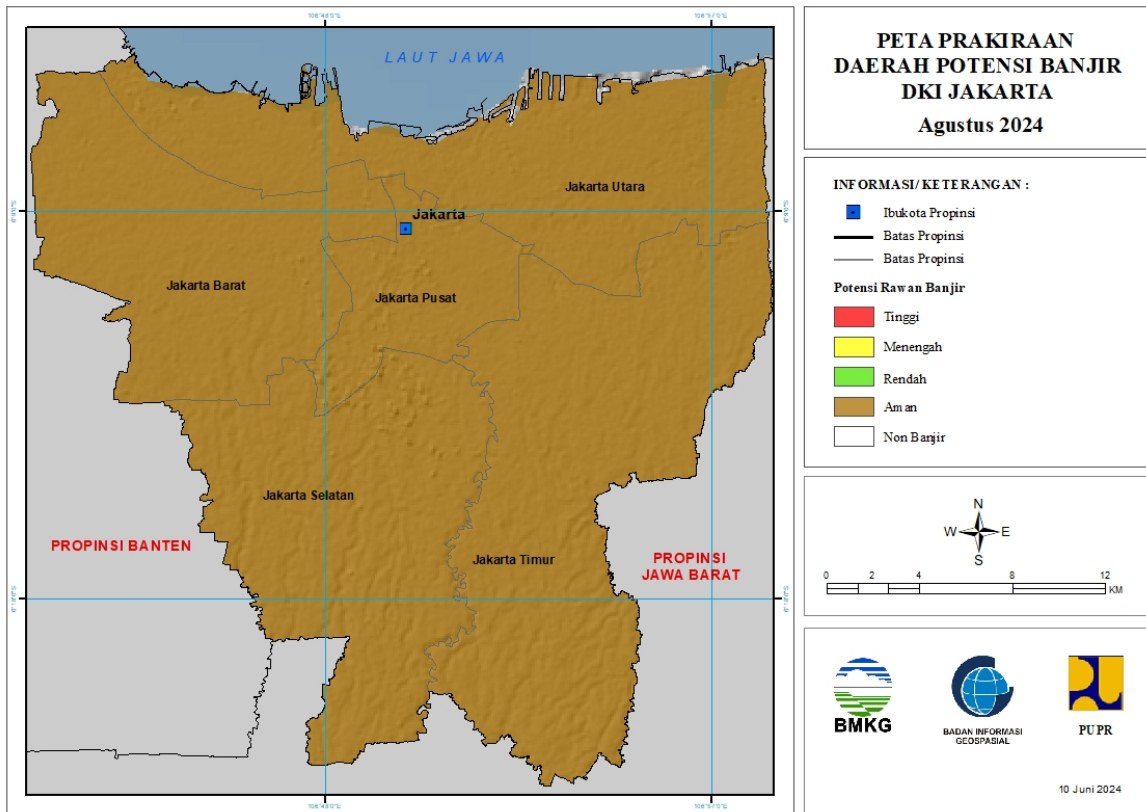 PETA PRAKIRAAN
DAERAH POTENSI BANJIR
DKI JAKARTA
Agustus 2024
INFORMASI/ KETERANGAN :
Ibukota Propinsi
Batas Propinsi
Batas Propinsi
Potensi Rawan Banjir
Tinggi
Menengah
Rendah
Aman
Non Banjir
N
W E
S
0 2 4 8 12
KM
BMKG
BADAN INFORMASI
GEOSPASIAL
PUPR
10 Juni 2024
LAUT JAWA
Jakarta Utara
Jakarta
Jakarta Barat
Jakarta Pusat
Jakarta Selatan
Jakarta Timur
PROPINSI BANTEN
PROPINSI
JAWA BARAT